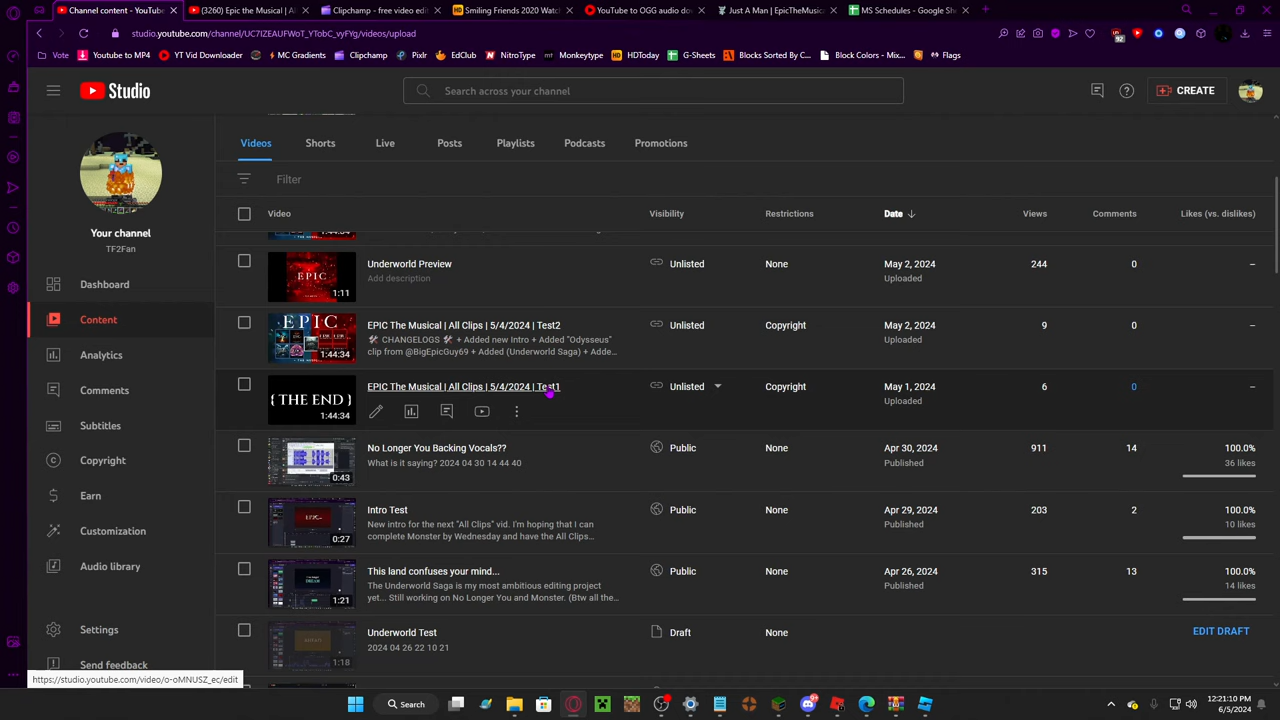 Channel content - YouTube
(3260) Epic the Musical | Al
Clipchamp - free video edit
Smiling Friends 2020 Watch
YouTube to OGG audio do
Just A Man | EpicTheMusic
MS Schedules - Google She
studio.youtube.com/channel/UC7IZEAUFWoT_YTobC_vyFYg/videos/upload
92
Vote
Youtube to MP4
YT Vid Downloader
MC Gradients
Clipchamp
Pixlr
EdClub
NitroType
Monkeytype
HDToday
G-Sheets
Blocks Sorted By C...
Block Colors - Mix...
Flags
Studio
Search across your channel
CREATE
Your channel
TF2Fan
Dashboard
Content
Analytics
Comments
Subtitles
Copyright
Earn
Customization
Audio library
Settings
Send feedback
Videos Shorts Live Posts Playlists Podcasts Promotions
Filter
Video Visibility Restrictions Date Views Comments Likes (vs. dislikes)
1:44:34
EPIC
1:11
Underworld Preview
Add description
Unlisted None May 2, 2024 244 0 –
Uploaded
EPIC
1:44:34
EPIC The Musical | All Clips | 5/4/2024 | Test2
🛠 CHANGELOGS 🛠 + Added new Intro + Added "Odysseus"
clip from @BigEpicGuy69 + Added (Underworld Saga) + Adde...
Unlisted Copyright May 2, 2024 9 0 –
Uploaded
{ THE END }
1:44:34
EPIC The Musical | All Clips | 5/4/2024 | Test1
Unlisted Copyright May 1, 2024 6 0 –
Uploaded
0:43
No Longer You Backing Vocals??
What is it saying? 2024 04 30 14 44 40
Public None Apr 30, 2024 911 14 100.0%
Published 36 likes
EPIC
0:27
Intro Test
New intro for the next "All Clips" vid. I'm hoping that I can
complete Monster by Wednesday and have the All Clips...
Public None Apr 29, 2024 203 2 100.0%
Published 10 likes
DREAM
1:21
This land confuses your mind...
The Underworld Saga is my most ambitious editing project
yet... Still working on No Longer You and Monster. (Btw all the...
Public None Apr 26, 2024 315 13 100.0%
Published 14 likes
1:18
Underworld Test
2024 04 26 22 10 21
Draft None EDIT DRAFT
https://studio.youtube.com/video/o-oMNUSZ_ec/edit
Search
12:21:10 PM
6/5/2024